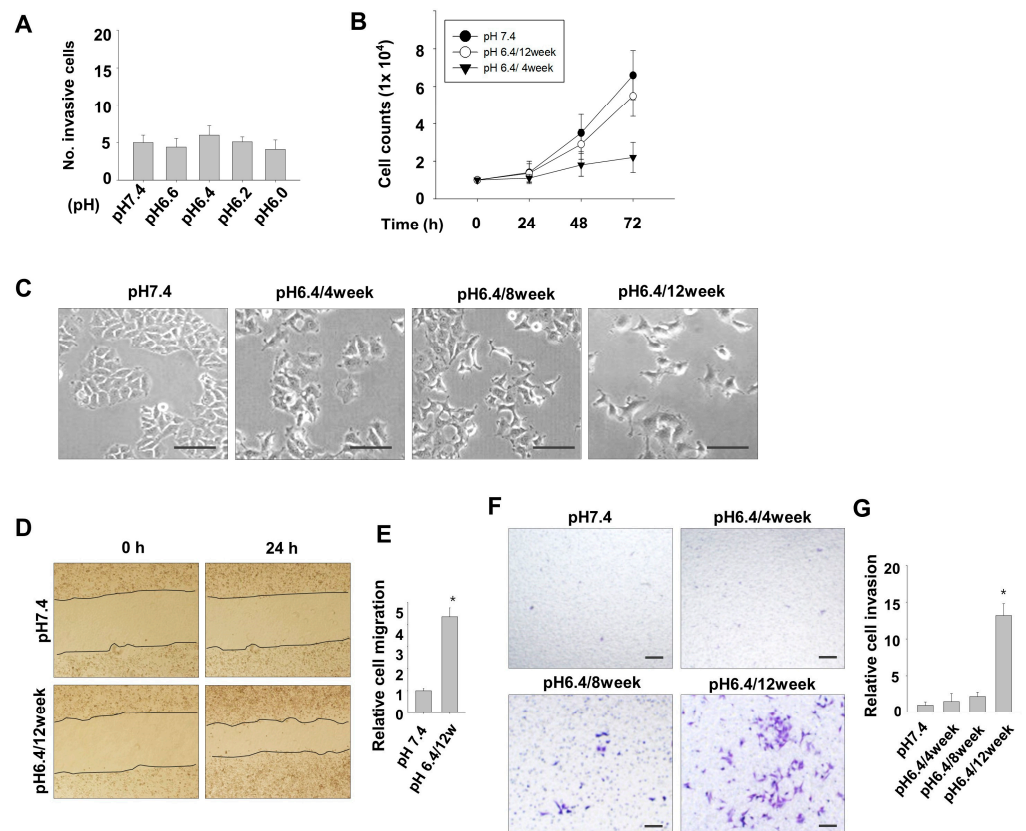 A
No. invasive cells
20
15
10
5
0
(pH)
pH7.4
pH6.6
pH6.4
pH6.2
pH6.0
B
Cell counts (1x 10⁴)
8
6
4
2
0
pH 7.4
pH 6.4/12week
pH 6.4/ 4week
Time (h)
0 24 48 72
C
pH7.4 pH6.4/4week pH6.4/8week pH6.4/12week
D
0 h 24 h
pH7.4
pH6.4/12week
E
Relative cell migration
5
4
3
2
1
0
*
pH 7.4
pH 6.4/12w
F
pH7.4 pH6.4/4week
pH6.4/8week pH6.4/12week
G
Relative cell invasion
20
15
10
5
0
*
pH7.4
pH6.4/4week
pH6.4/8week
pH6.4/12week